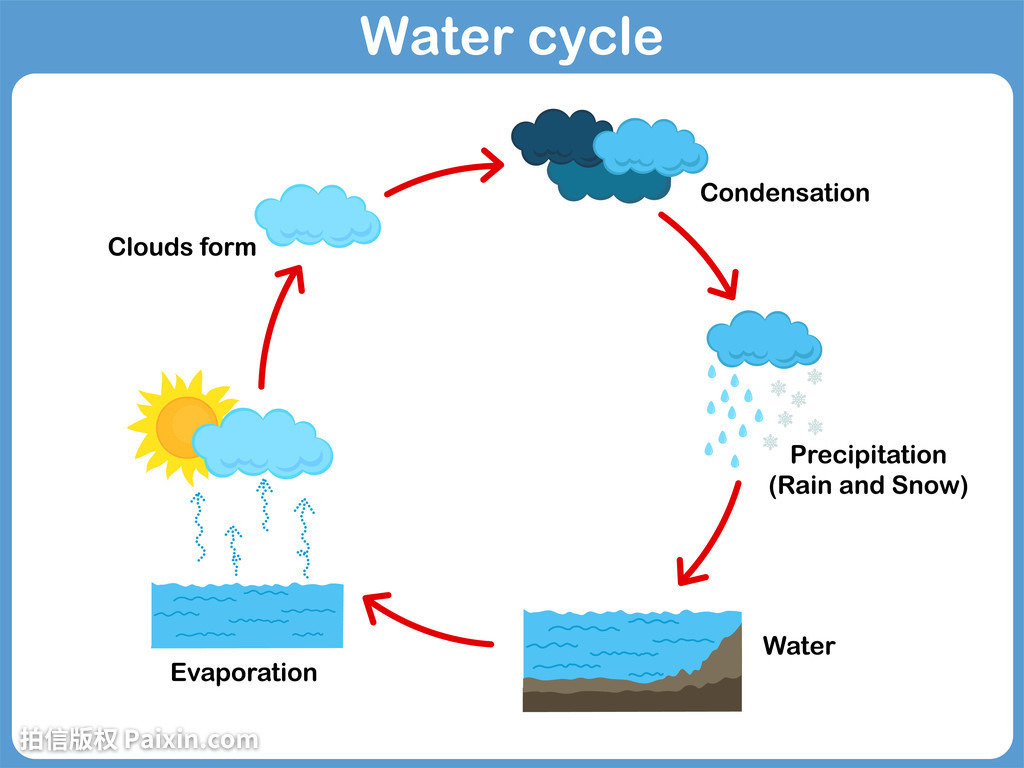 Water cycle
Condensation
Clouds form
Precipitation
(Rain and Snow)
Water
Evaporation
拍信版权 Paixin.com